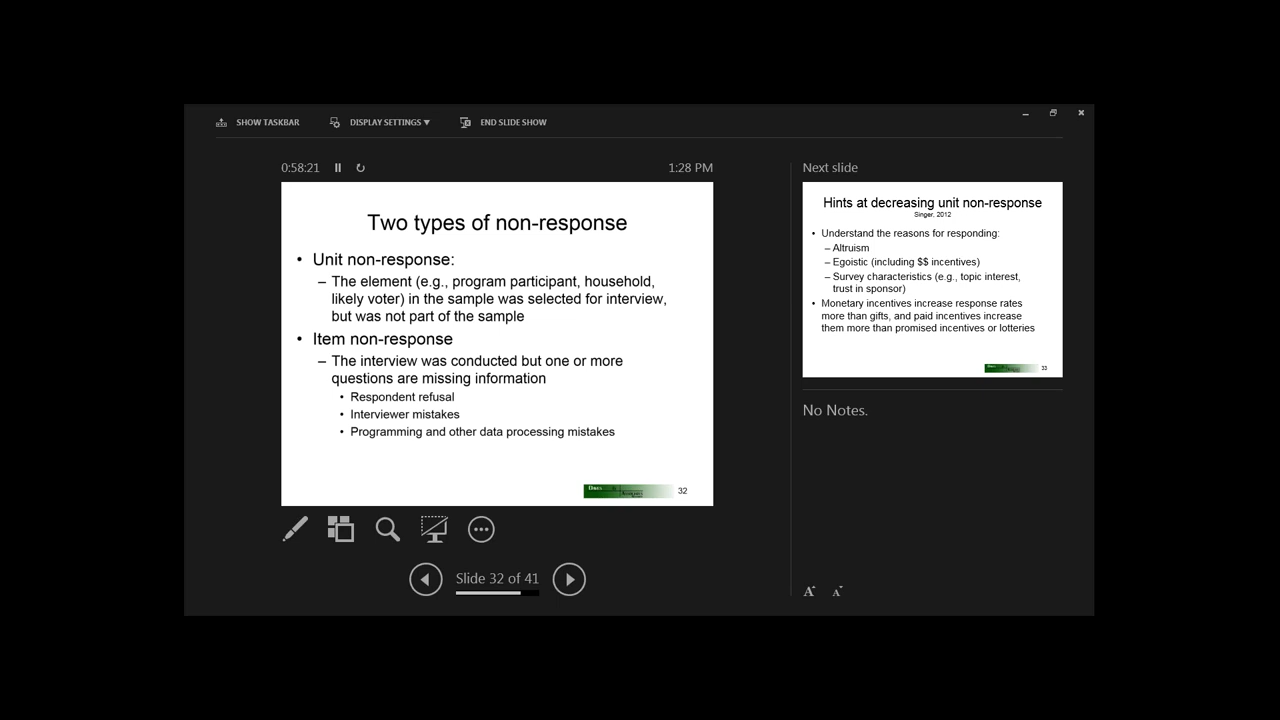 SHOW TASKBAR
DISPLAY SETTINGS ▼
END SLIDE SHOW
0:58:21
1:28 PM
Two types of non-response
• Unit non-response:
– The element (e.g., program participant, household,
likely voter) in the sample was selected for interview,
but was not part of the sample
• Item non-response
– The interview was conducted but one or more
questions are missing information
• Respondent refusal
• Interviewer mistakes
• Programming and other data processing mistakes
32
Slide 32 of 41
Next slide
Hints at decreasing unit non-response
Singer, 2012
• Understand the reasons for responding:
– Altruism
– Egoistic (including $$ incentives)
– Survey characteristics (e.g., topic interest,
trust in sponsor)
• Monetary incentives increase response rates
more than gifts, and paid incentives increase
them more than promised incentives or lotteries
33
No Notes.
A A